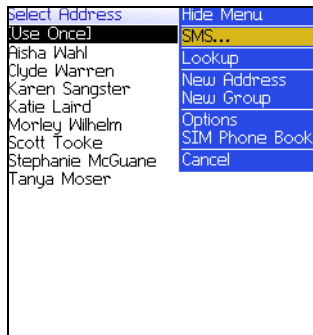 Select Address
[Use Once]
Aisha Wahl
Clyde Warren
Karen Sangster
Katie Laird
Morley Wilhelm
Scott Tooke
Stephanie McGuane
Tanya Moser
Hide Menu
SMS...
Lookup
New Address
New Group
Options
SIM Phone Book
Cancel